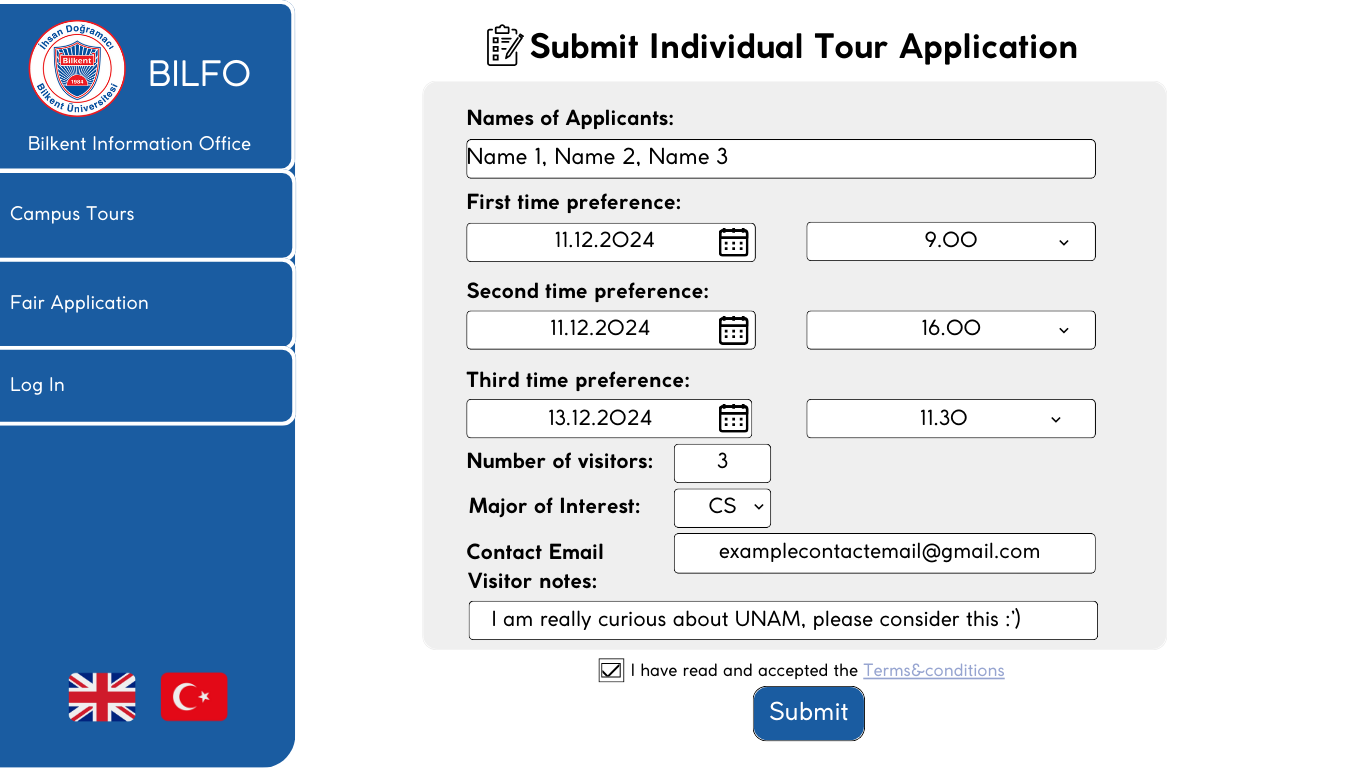 İhsan Doğramacı
Bilkent
1984
Bilkent Üniversitesi
BILFO
Bilkent Information Office
Campus Tours
Fair Application
Log In
Submit Individual Tour Application
Names of Applicants:
Name 1, Name 2, Name 3
First time preference:
11.12.2024 9.00
Second time preference:
11.12.2024 16.00
Third time preference:
13.12.2024 11.30
Number of visitors: 3
Major of Interest: CS
Contact Email examplecontactemail@gmail.com
Visitor notes:
I am really curious about UNAM, please consider this :')
I have read and accepted the Terms&conditions
Submit